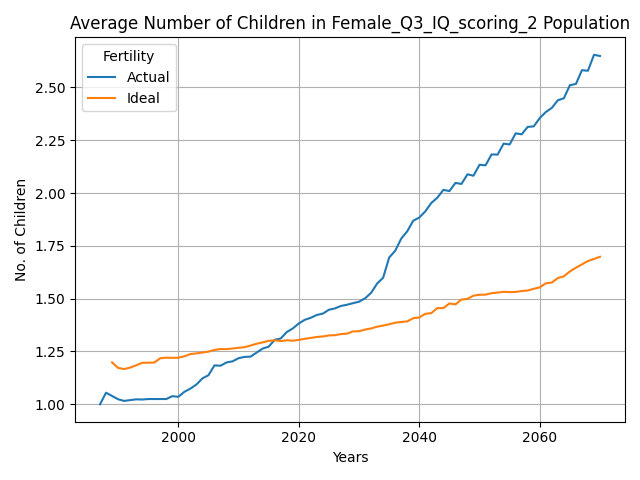 Average Number of Children in Female_Q3_IQ_scoring_2 Population
Fertility
Actual
Ideal
No. of Children
2.50
2.25
2.00
1.75
1.50
1.25
1.00
2000
2020
2040
2060
Years